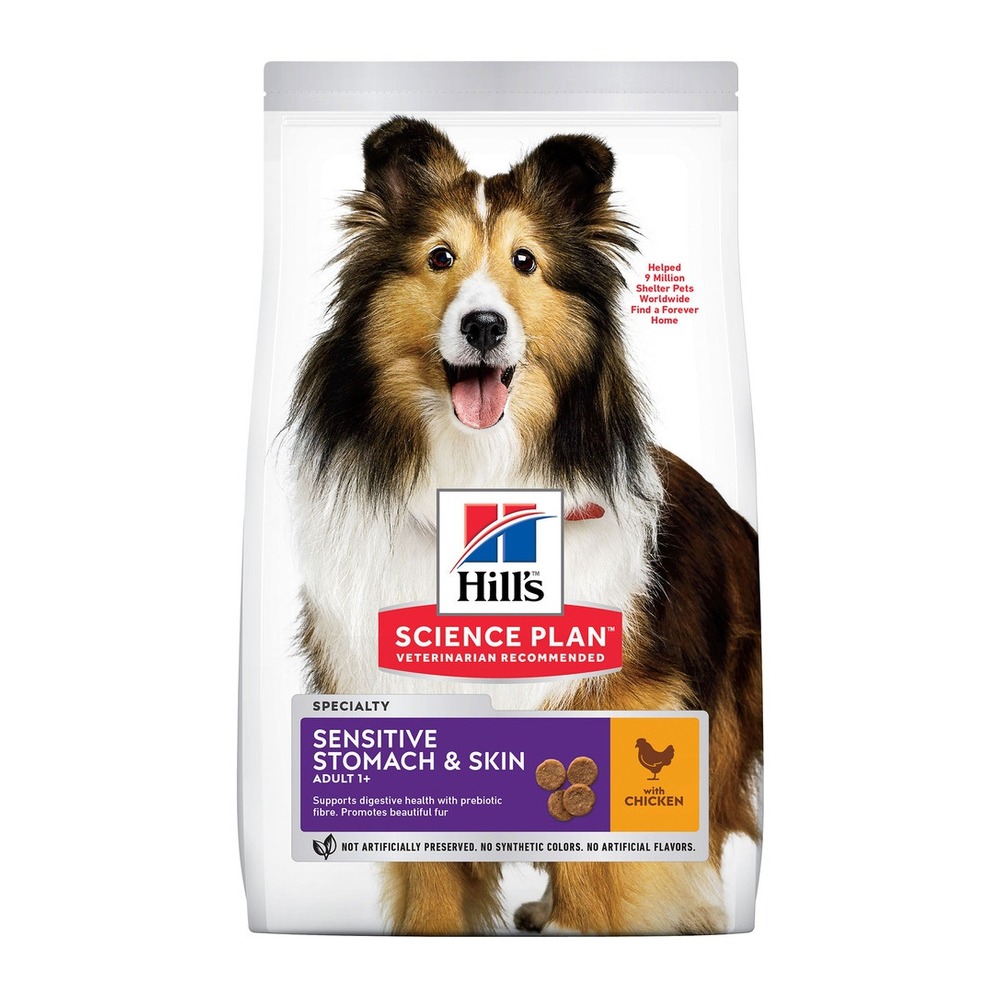 Helped
9 Million
Shelter Pets
Worldwide
Find a Forever
Home
Hill's™
SCIENCE PLAN™
VETERINARIAN RECOMMENDED
SPECIALTY
SENSITIVE
STOMACH & SKIN
ADULT 1+
Supports digestive health with prebiotic
fibre. Promotes beautiful fur
with
CHICKEN
NOT ARTIFICIALLY PRESERVED. NO SYNTHETIC COLORS. NO ARTIFICIAL FLAVORS.